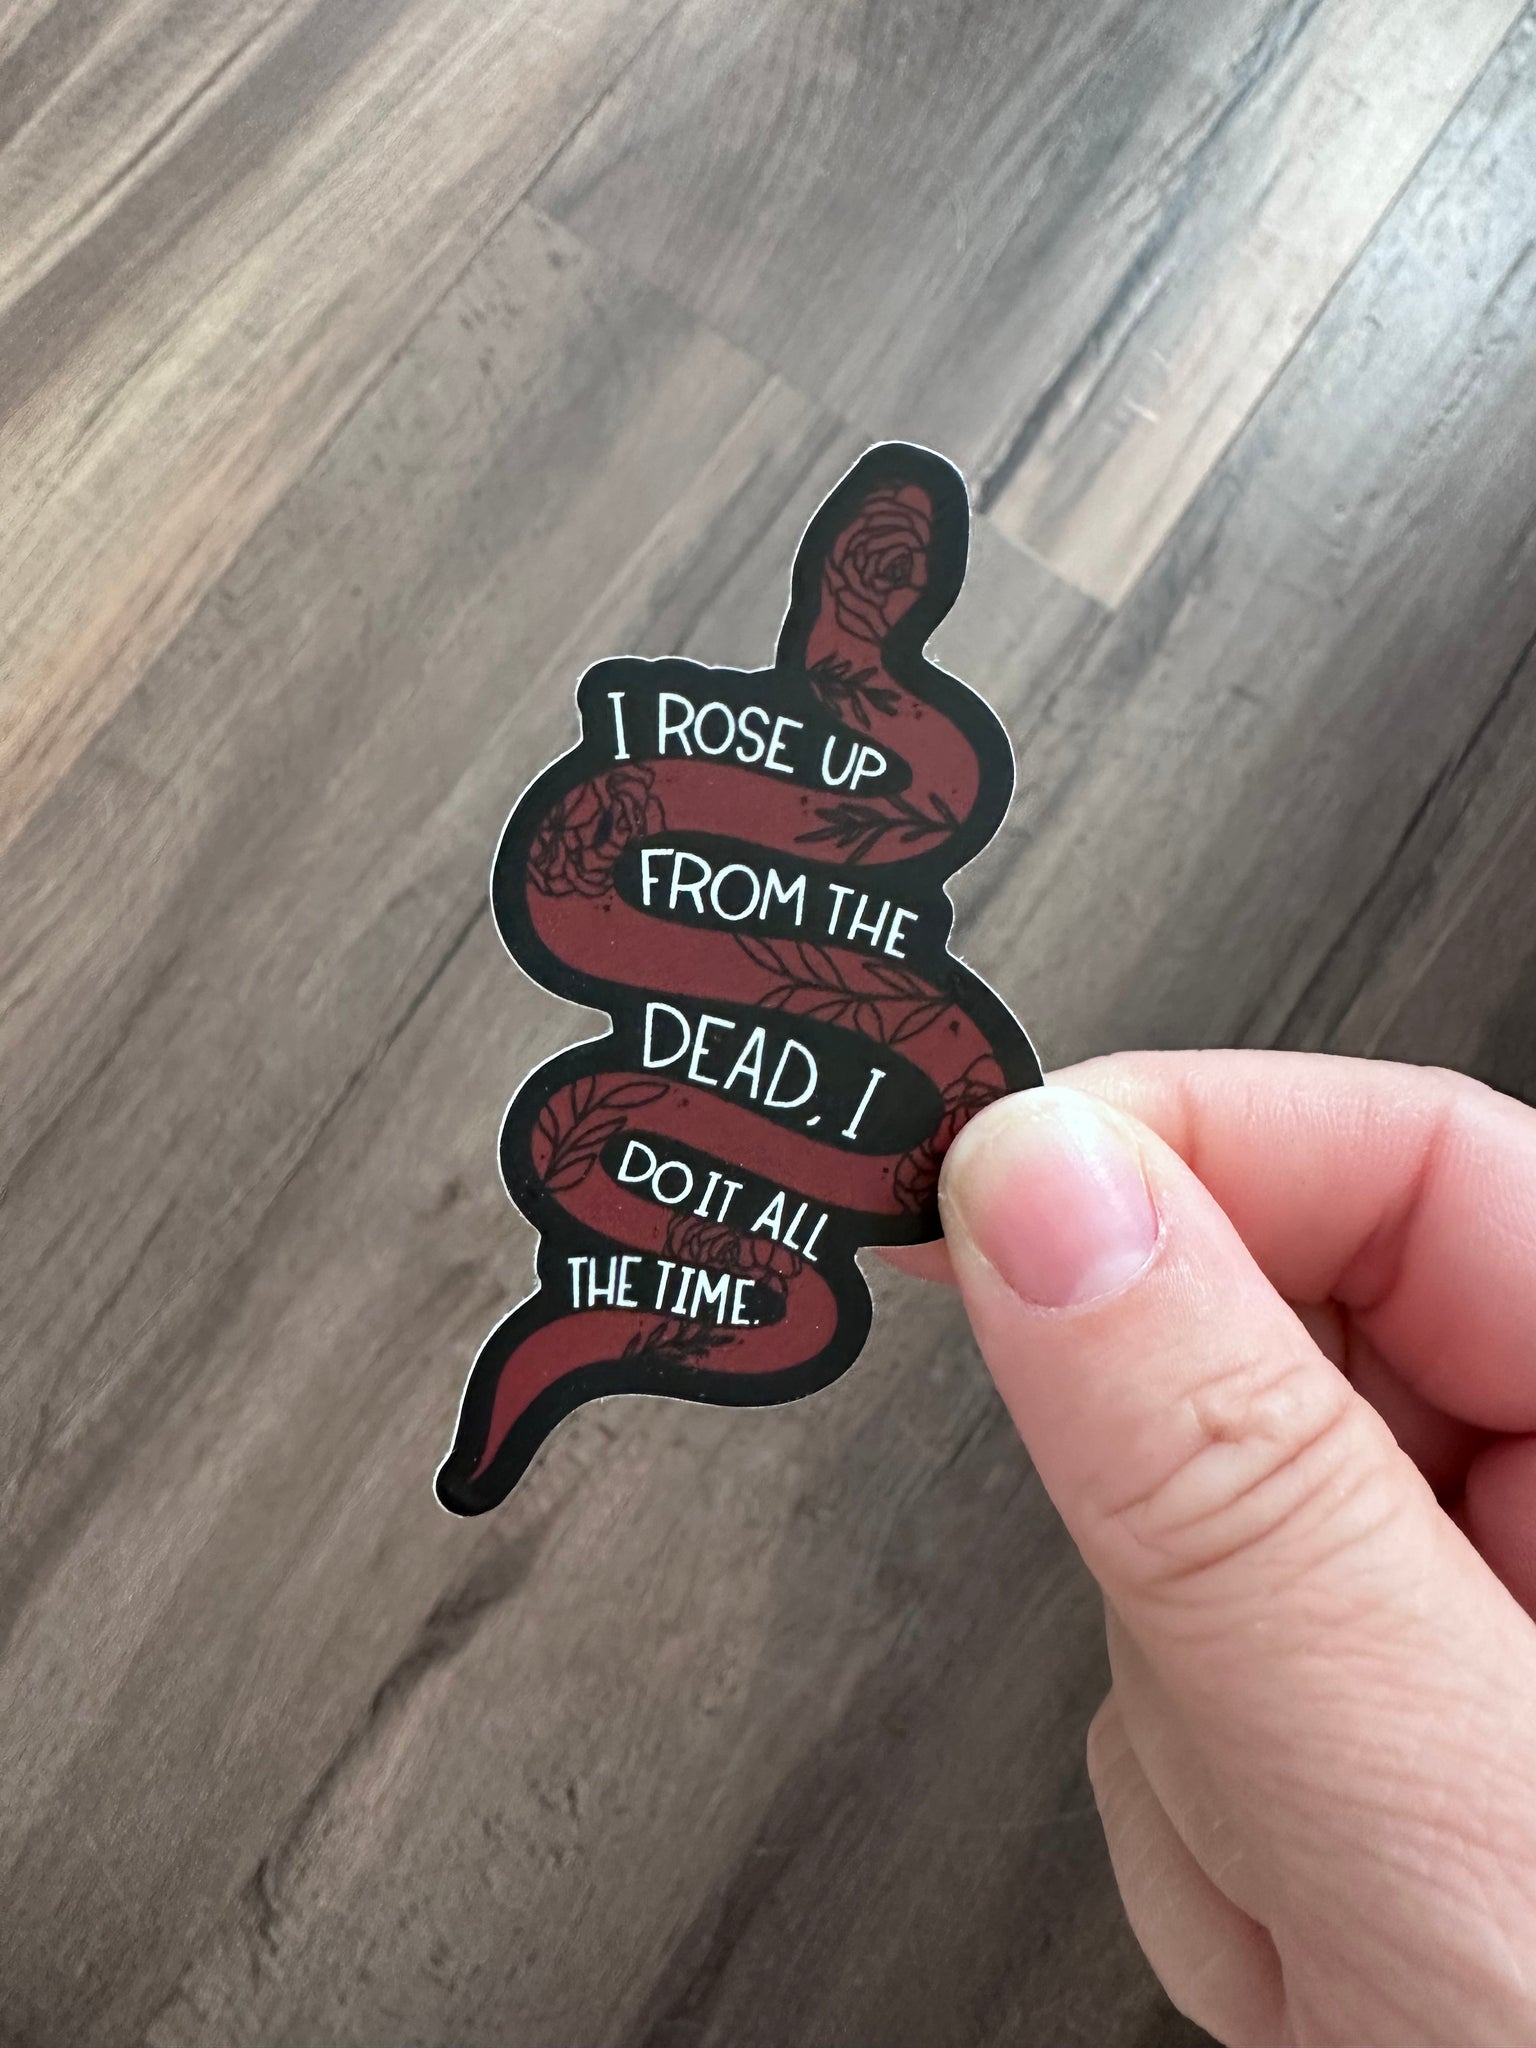 I ROSE UP
FROM THE
DEAD, I
DO IT ALL
THE TIME.